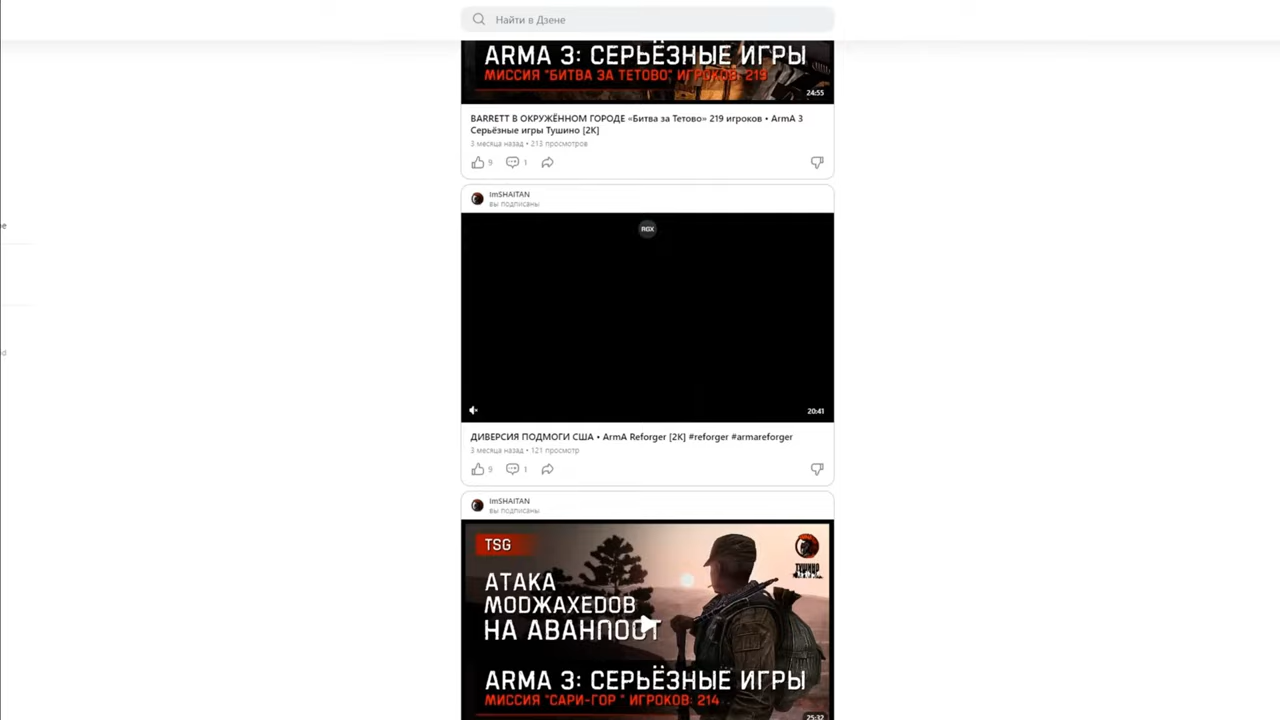 Найти в Дзене
ARMA 3: СЕРЬЁЗНЫЕ ИГРЫ
МИССИЯ "БИТВА ЗА ТЕТОВО" ИГРОКОВ: 219
24:55
BARRETT В ОКРУЖЁННОМ ГОРОДЕ «Битва за Тетово» 219 игроков • ArmA 3
Серьёзные игры Тушино [2K]
3 месяца назад • 213 просмотров
9
1
ImSHAITAN
вы подписаны
RGX
20:41
ДИВЕРСИЯ ПОДМОГИ США • ArmA Reforger [2K] #reforger #armareforger
3 месяца назад • 121 просмотр
9
1
ImSHAITAN
вы подписаны
TSG
ТУШИНО
АТАКА
МОДЖАХЕДОВ
НА АВАНПОСТ
ARMA 3: СЕРЬЁЗНЫЕ ИГРЫ
МИССИЯ "САРИ-ГОР " ИГРОКОВ: 214
25:32